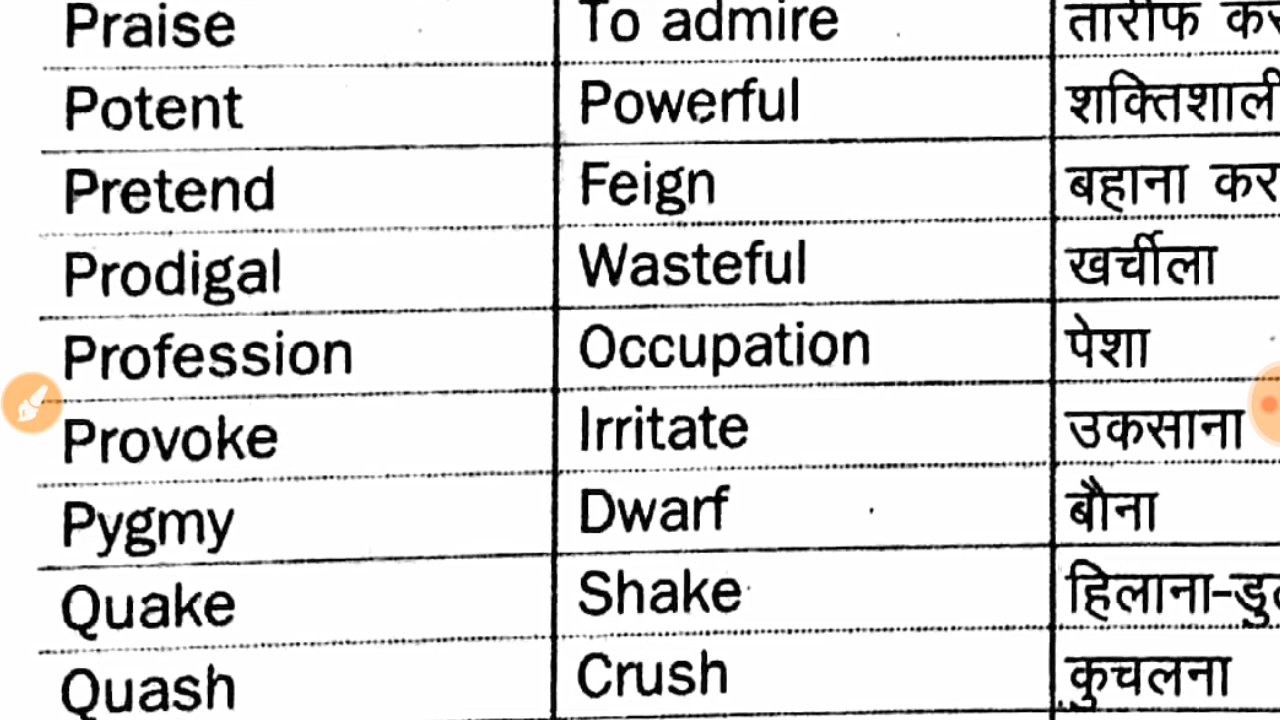 Praise To admire तारीफ
Potent Powerful शक्तिशाली
Pretend Feign बहाना कर
Prodigal Wasteful खर्चीला
Profession Occupation पेशा
Provoke Irritate उकसाना
Pygmy Dwarf बौना
Quake Shake हिलाना-
Quash Crush कुचलना